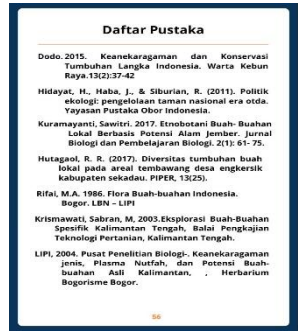 Daftar Pustaka
Dodo. 2015. Keanekaragaman dan Konservasi
Tumbuhan Langka Indonesia. Warta Kebun
Raya.13(2):37-42
Hidayat, H., Haba, J., & Siburian, R. (2011). Politik
ekologi: pengelolaan taman nasional era otda.
Yayasan Pustaka Obor Indonesia.
Kuramayanti, Sawitri. 2017. Etnobotani Buah- Buahan
Lokal Berbasis Potensi Alam Jember. Jurnal
Biologi dan Pembelajaran Biologi. 2(1): 61- 75.
Hutagaol, R. R. (2017). Diversitas tumbuhan buah
lokal pada areal tembawang desa engkersik
kabupaten sekadau. PIPER, 13(25).
Rifai, M.A. 1986. Flora Buah-buahan Indonesia.
Bogor. LBN – LIPI
Krismawati, Sabran, M, 2003.Eksplorasi Buah-Buahan
Spesifik Kalimantan Tengah, Balai Pengkajian
Teknologi Pertanian, Kalimantan Tengah.
LIPI, 2004. Pusat Penelitian Biologi-. Keanekaragaman
jenis, Plasma Nutfah, dan Potensi Buah-
buahan Asli Kalimantan, , Herbarium
Bogorisme Bogor.
56